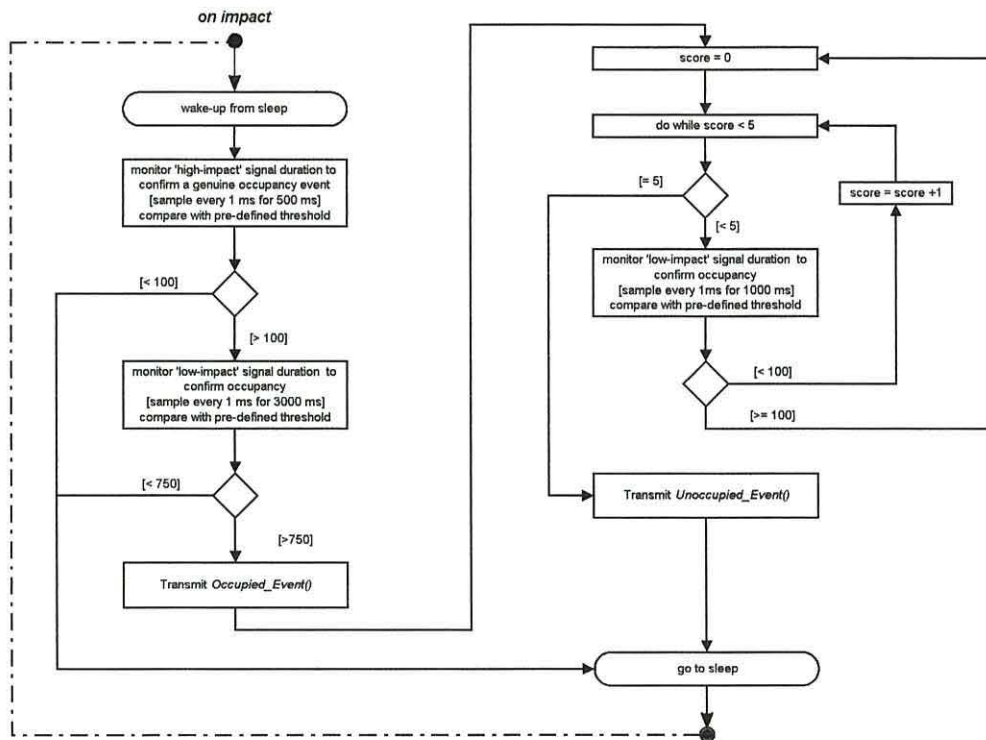 on impact
wake-up from sleep
monitor 'high-impact' signal duration to
confirm a genuine occupancy event
[sample every 1 ms for 500 ms]
compare with pre-defined threshold
[< 100]
[> 100]
monitor 'low-impact' signal duration to
confirm occupancy
[sample every 1 ms for 3000 ms]
compare with pre-defined threshold
[< 750]
[>750]
Transmit Occupied_Event()
score = 0
do while score < 5
[= 5]
[< 5]
score = score +1
monitor 'low-impact' signal duration to
confirm occupancy
[sample every 1ms for 1000 ms]
compare with pre-defined threshold
[< 100]
[>= 100]
Transmit Unoccupied_Event()
go to sleep